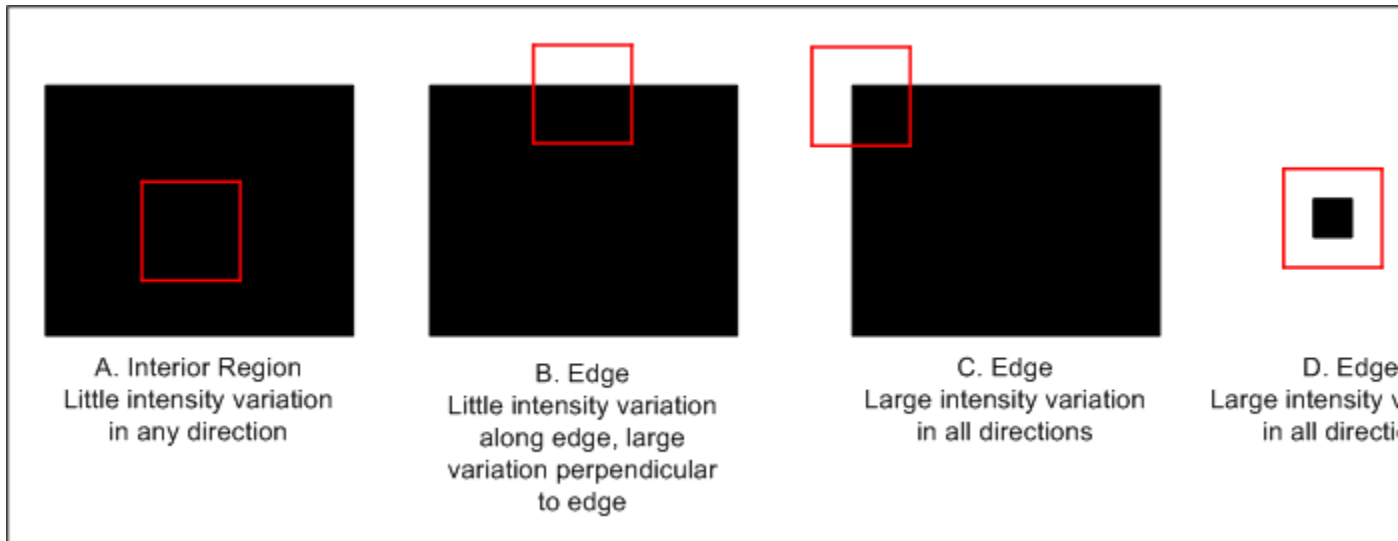 A. Interior Region
Little intensity variation
in any direction
B. Edge
Little intensity variation
along edge, large
variation perpendicular
to edge
C. Edge
Large intensity variation
in all directions
D. Edge
Large intensity
in all